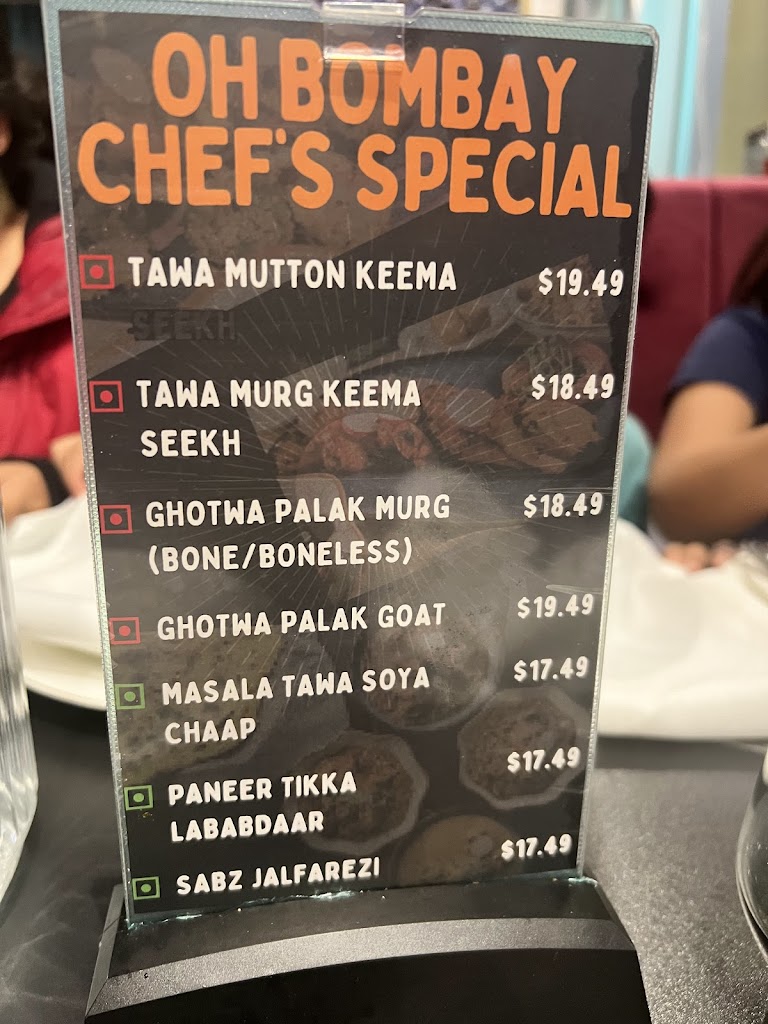 OH BOMBAY
CHEF'S SPECIAL
TAWA MUTTON KEEMA $19.49
SEEKH
TAWA MURG KEEMA $18.49
SEEKH
GHOTWA PALAK MURG $18.49
(BONE/BONELESS)
GHOTWA PALAK GOAT $19.49
MASALA TAWA SOYA $17.49
CHAAP
PANEER TIKKA $17.49
LABABDAAR
SABZ JALFAREZI $17.49